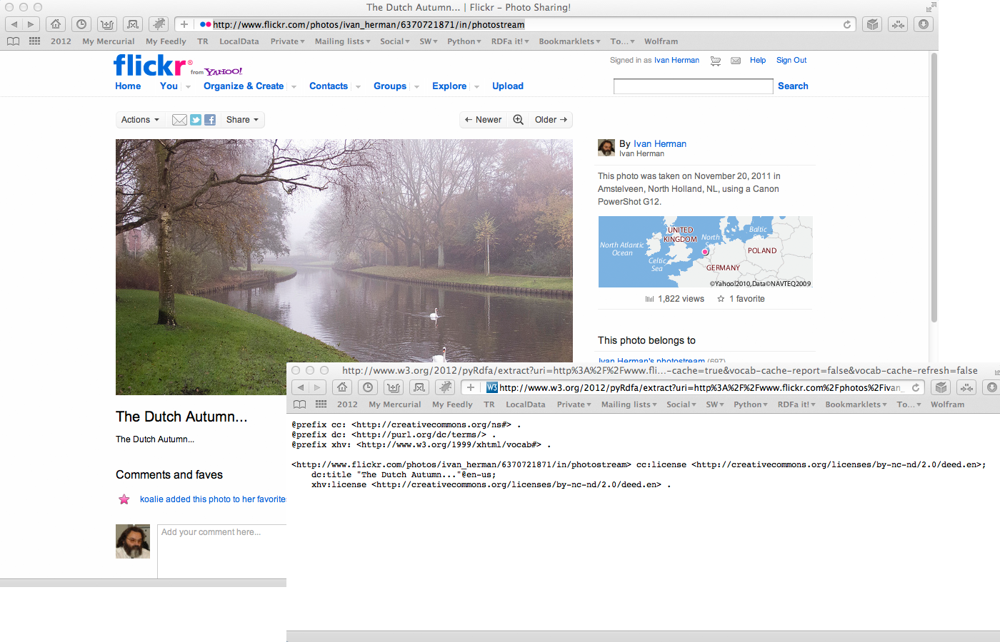 The Dutch Autumn... | Flickr – Photo Sharing!
http://www.flickr.com/photos/ivan_herman/6370721871/in/photostream
2012 My Mercurial My Feedly TR LocalData Private Mailing lists Social SW Python RDFa it! Bookmarklets To... Wolfram
flickr® from YAHOO!
Signed in as Ivan Herman Help Sign Out
Home You Organize & Create Contacts Groups Explore Upload
Search
Actions Share
← Newer Older →
By Ivan Herman
Ivan Herman
This photo was taken on November 20, 2011 in
Amstelveen, North Holland, NL, using a Canon
PowerShot G12.
UNITED
KINGDOM
North
Baltic
North Atlantic
Ocean
Celtic
Sea
POLAND
GERMANY
©Yahoo!2010,Data©NAVTEQ2009
1,822 views 1 favorite
This photo belongs to
Ivan Herman's photostream (697)
The Dutch Autumn...
The Dutch Autumn...
Comments and faves
koalie added this photo to her favorites
Add your comment here...
http://www.w3.org/2012/pyRdfa/extract?uri=http%3A%2F%2Fwww.fli...-cache=true&vocab-cache-report=false&vocab-cache-refresh=false
W3 http://www.w3.org/2012/pyRdfa/extract?uri=http%3A%2F%2Fwww.flickr.com%2Fphotos%2Fivan_
2012 My Mercurial My Feedly TR LocalData Private Mailing lists Social SW Python RDFa it! Bookmarklets To... Wolfram
@prefix cc: <http://creativecommons.org/ns#> .
@prefix dc: <http://purl.org/dc/terms/> .
@prefix xhv: <http://www.w3.org/1999/xhtml/vocab#> .
<http://www.flickr.com/photos/ivan_herman/6370721871/in/photostream> cc:license <http://creativecommons.org/licenses/by-nc-nd/2.0/deed.en>;
dc:title "The Dutch Autumn..."@en-us;
xhv:license <http://creativecommons.org/licenses/by-nc-nd/2.0/deed.en> .